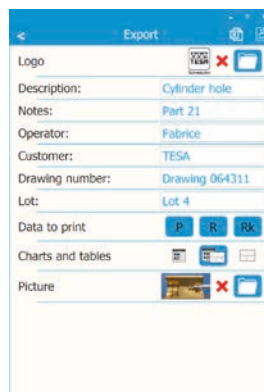 < Export
Logo TESA
Description: Cylinder hole
Notes: Part 21
Operator: Fabrice
Customer: TESA
Drawing number: Drawing 064311
Lot: Lot 4
Data to print P R Rk
Charts and tables
Picture